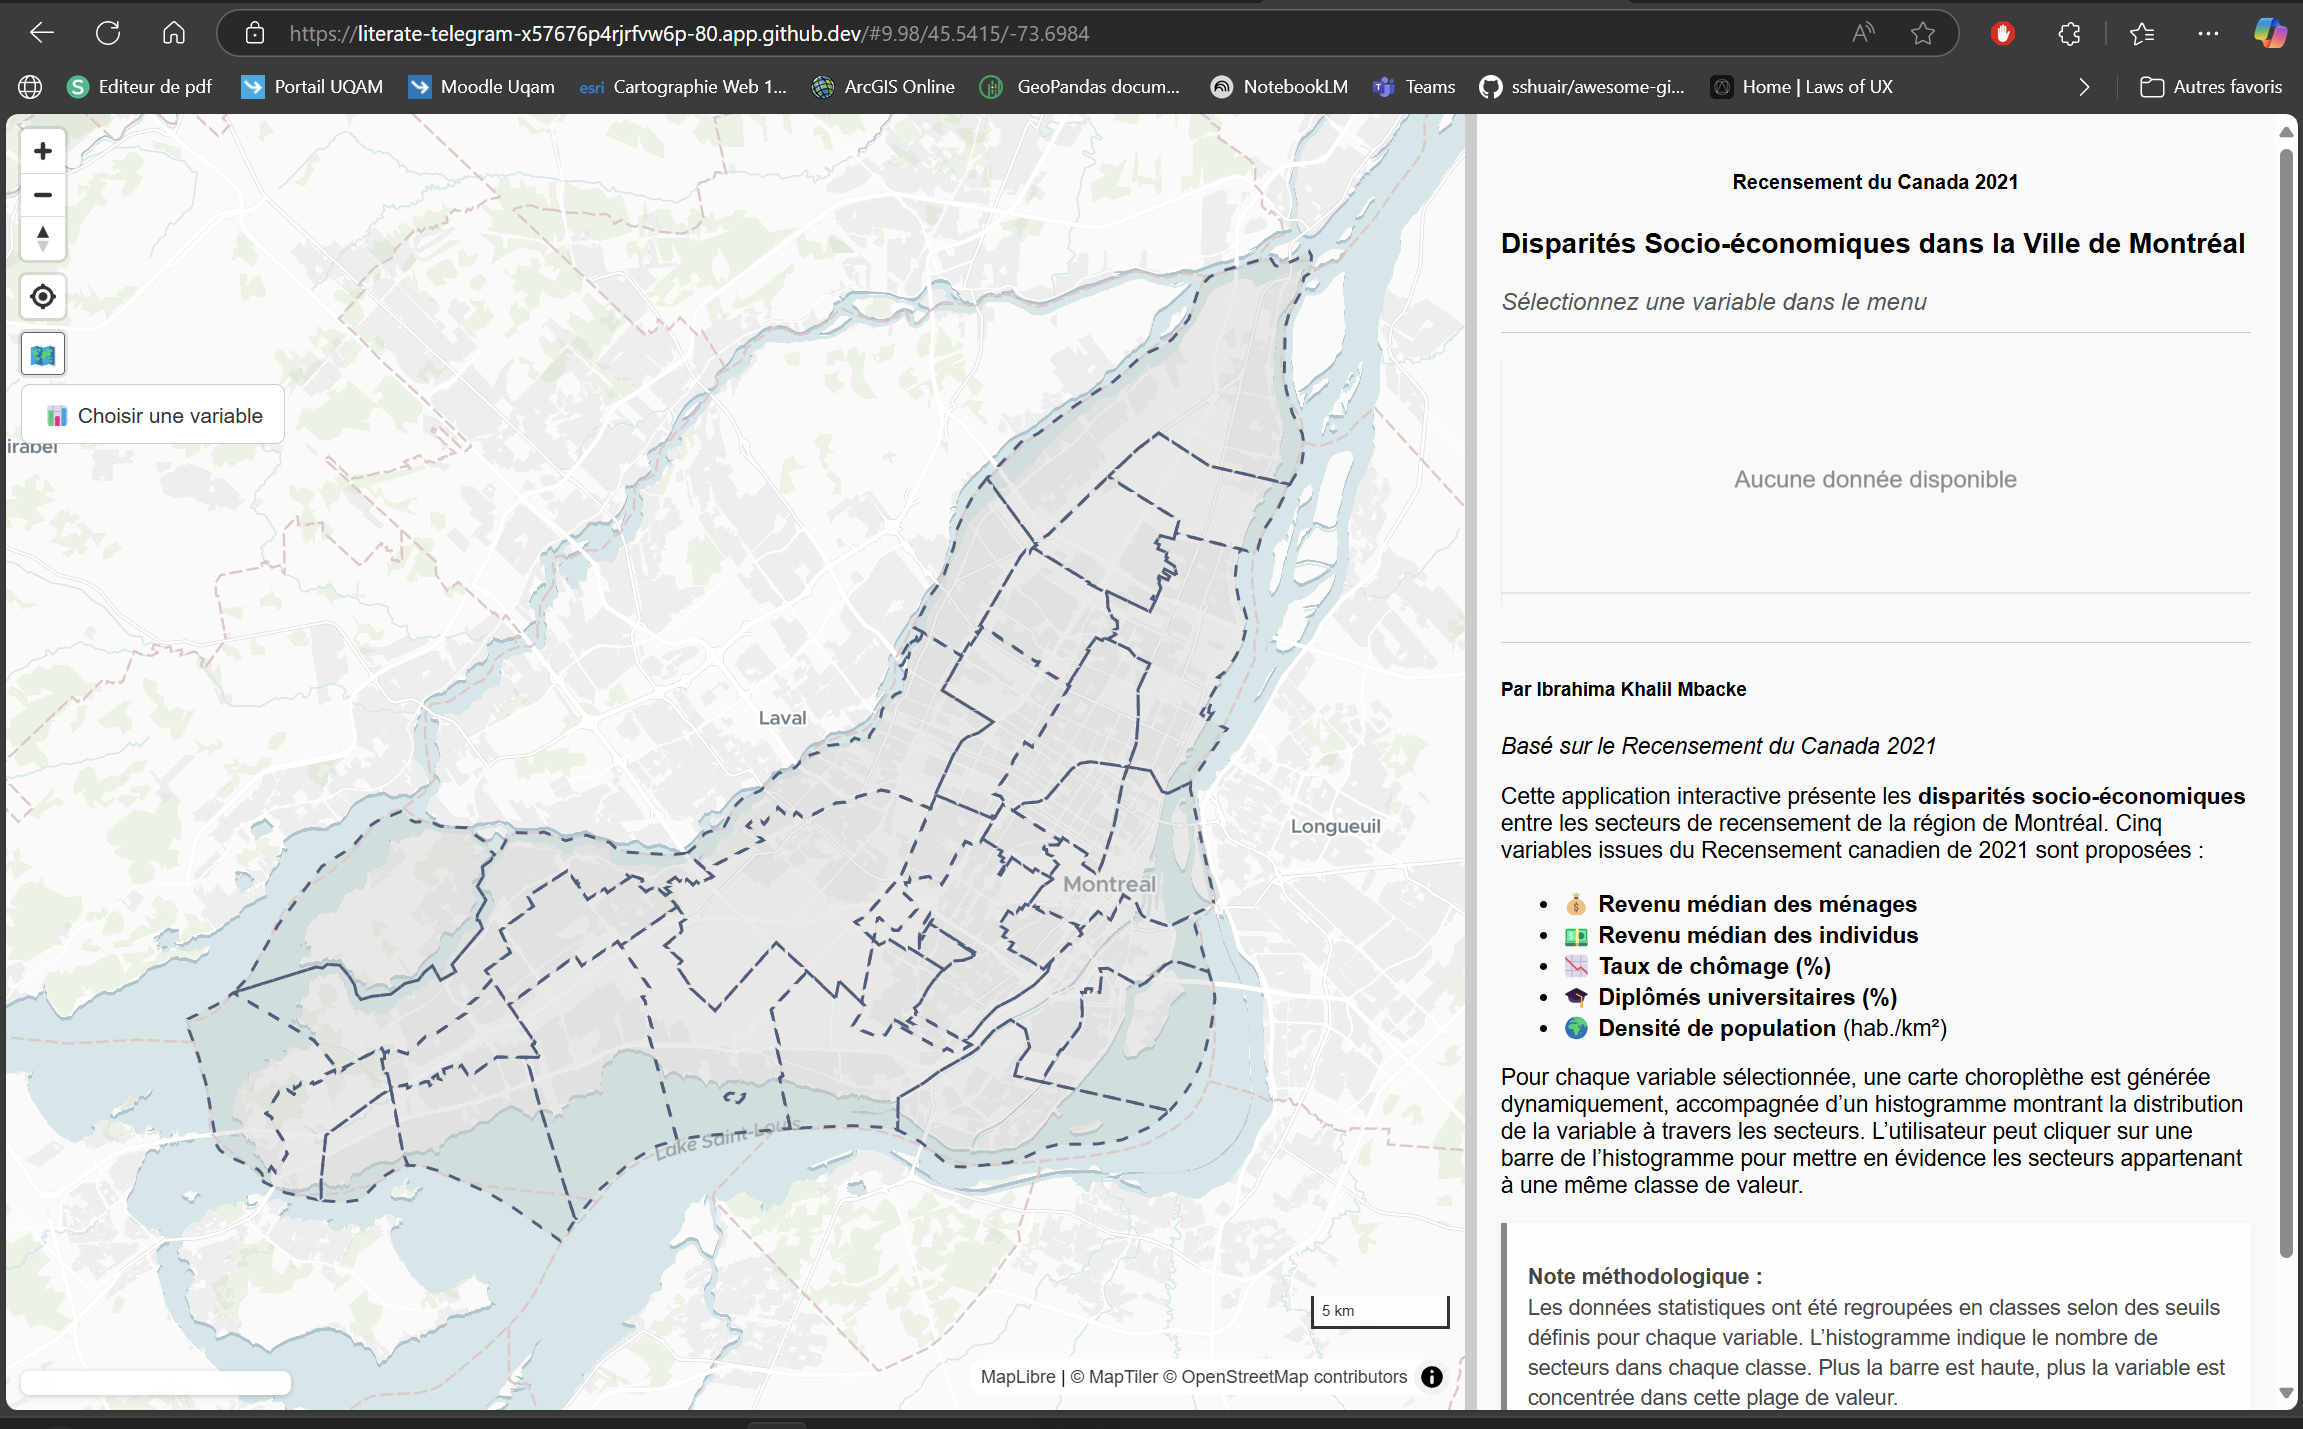 https://literate-telegram-x57676p4rjrfvw6p-80.app.github.dev/#9.98/45.5415/-73.6984
Editeur de pdf
Portail UQAM
Moodle Uqam
esri Cartographie Web 1...
ArcGIS Online
GeoPandas docum...
NotebookLM
Teams
sshuair/awesome-gi...
Home | Laws of UX
Autres favoris
Choisir une variable
irabel
Laval
Longueuil
Montreal
Lake Saint-Louis
5 km
MapLibre | © MapTiler © OpenStreetMap contributors
Recensement du Canada 2021
Disparités Socio-économiques dans la Ville de Montréal
Sélectionnez une variable dans le menu
Aucune donnée disponible
Par Ibrahima Khalil Mbacke
Basé sur le Recensement du Canada 2021
Cette application interactive présente les disparités socio-économiques
entre les secteurs de recensement de la région de Montréal. Cinq
variables issues du Recensement canadien de 2021 sont proposées :
• 💰 Revenu médian des ménages
• 💵 Revenu médian des individus
• 📉 Taux de chômage (%)
• 🎓 Diplômés universitaires (%)
• 🌍 Densité de population (hab./km²)
Pour chaque variable sélectionnée, une carte choroplèthe est générée
dynamiquement, accompagnée d’un histogramme montrant la distribution
de la variable à travers les secteurs. L’utilisateur peut cliquer sur une
barre de l’histogramme pour mettre en évidence les secteurs appartenant
à une même classe de valeur.
Note méthodologique :
Les données statistiques ont été regroupées en classes selon des seuils
définis pour chaque variable. L’histogramme indique le nombre de
secteurs dans chaque classe. Plus la barre est haute, plus la variable est
concentrée dans cette plage de valeur.